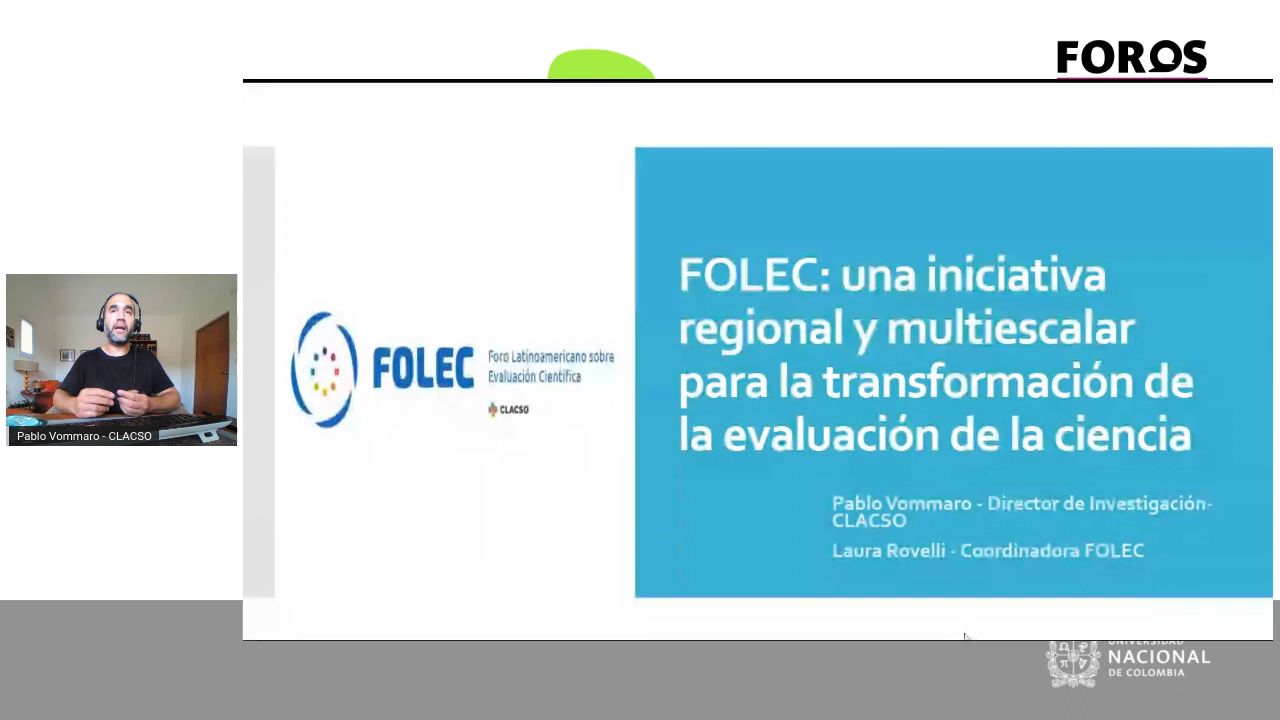 FOROS
FOLEC: una iniciativa
regional y multiescalar
para la transformación de
la evaluación de la ciencia
FOLEC
Foro Latinoamericano sobre
Evaluación Científica
CLACSO
Pablo Vommaro - CLACSO
Pablo Vommaro - Director de Investigación-
CLACSO
Laura Rovelli - Coordinadora FOLEC
UNIVERSIDAD
NACIONAL
DE COLOMBIA